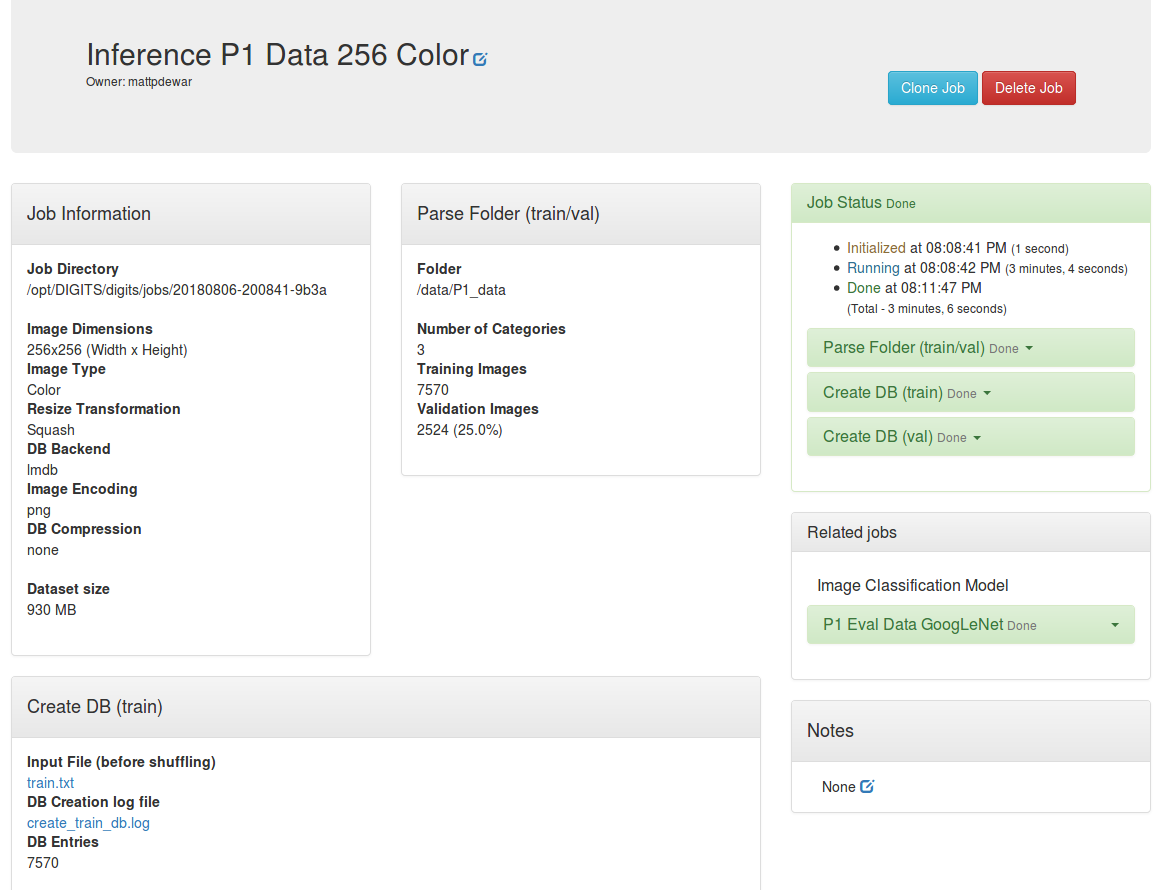 Inference P1 Data 256 Color
Owner: mattpdewar
Clone Job
Delete Job
Job Information
Job Directory
/opt/DIGITS/digits/jobs/20180806-200841-9b3a
Image Dimensions
256x256 (Width x Height)
Image Type
Color
Resize Transformation
Squash
DB Backend
lmdb
Image Encoding
png
DB Compression
none
Dataset size
930 MB
Parse Folder (train/val)
Folder
/data/P1_data
Number of Categories
3
Training Images
7570
Validation Images
2524 (25.0%)
Job Status Done
Initialized at 08:08:41 PM (1 second)
Running at 08:08:42 PM (3 minutes, 4 seconds)
Done at 08:11:47 PM
(Total - 3 minutes, 6 seconds)
Parse Folder (train/val) Done
Create DB (train) Done
Create DB (val) Done
Related jobs
Image Classification Model
P1 Eval Data GoogLeNet Done
Notes
None
Create DB (train)
Input File (before shuffling)
train.txt
DB Creation log file
create_train_db.log
DB Entries
7570